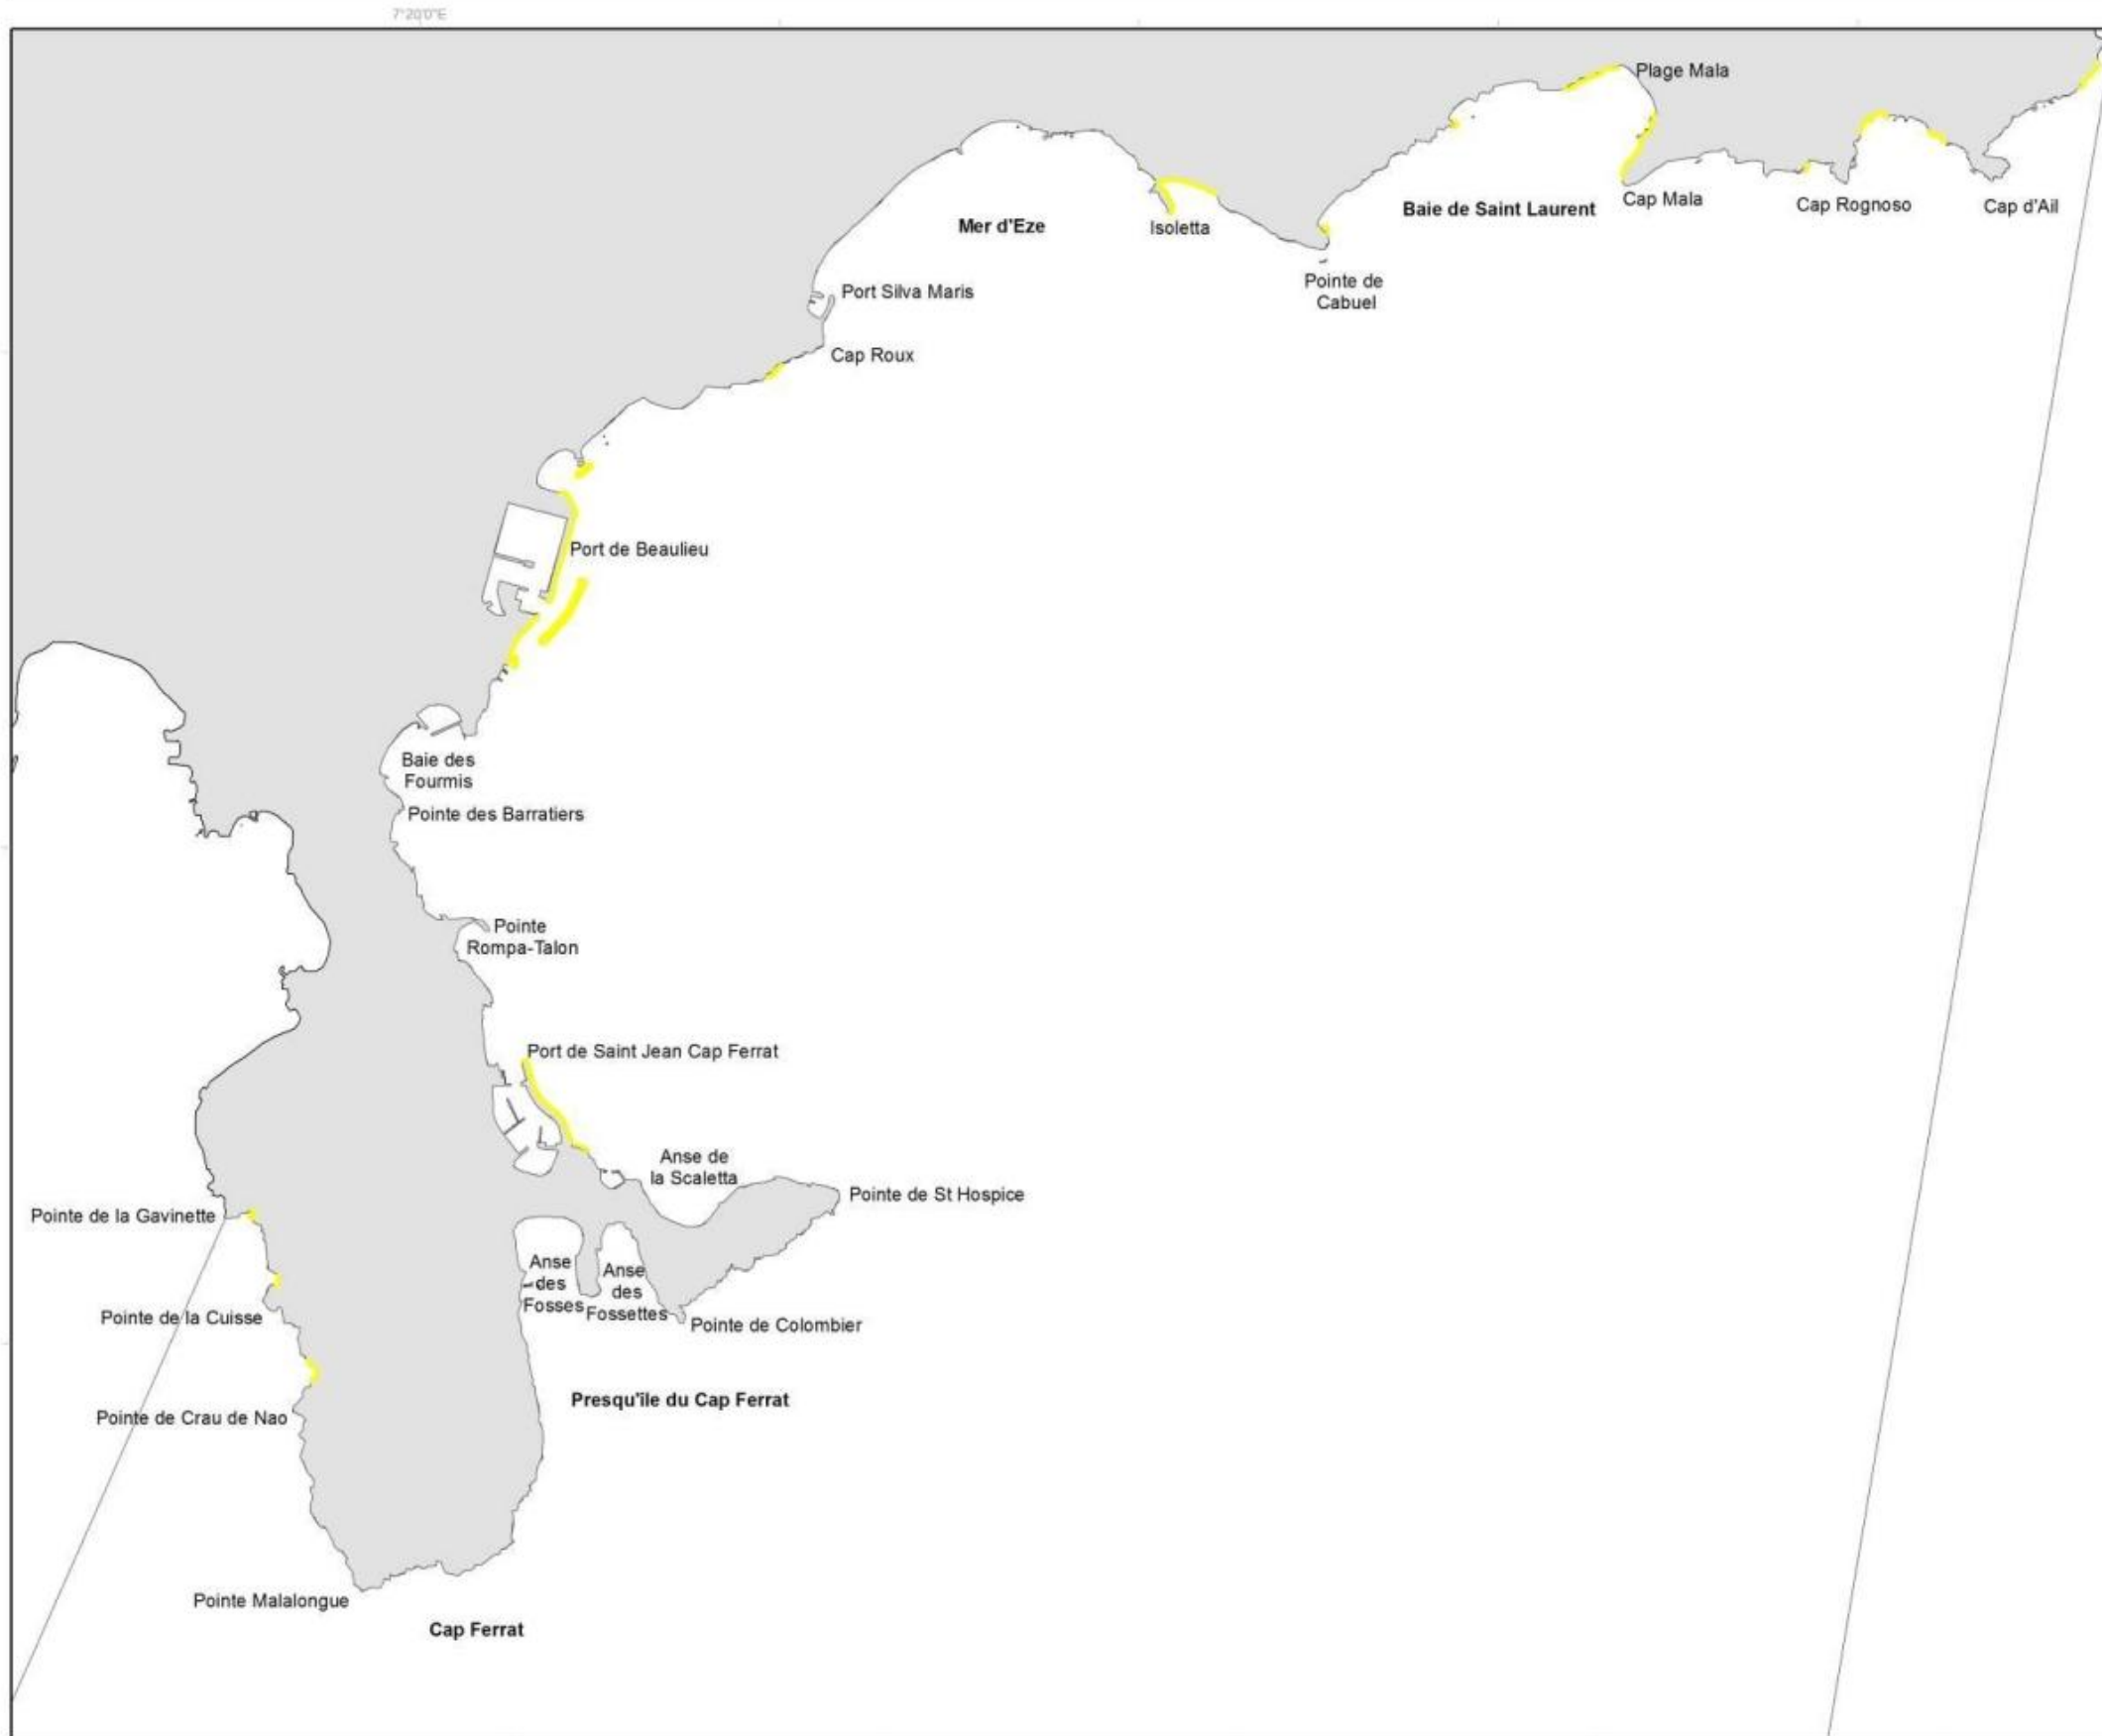 7°20'0"E
Plage Mala
Cap Mala
Cap Rognoso
Cap d'Ail
Baie de Saint Laurent
Mer d'Eze
Isoletta
Pointe de
Cabuel
Port Silva Maris
Cap Roux
Port de Beaulieu
Baie des
Fourmis
Pointe des Barratiers
Pointe
Rompa-Talon
Port de Saint Jean Cap Ferrat
Anse de
la Scaletta
Pointe de St Hospice
Pointe de la Gavinette
Anse
des
Fosses
Anse
des
Fossettes
Pointe de la Cuisse
Pointe de Colombier
Presqu'île du Cap Ferrat
Pointe de Crau de Nao
Pointe Malalongue
Cap Ferrat